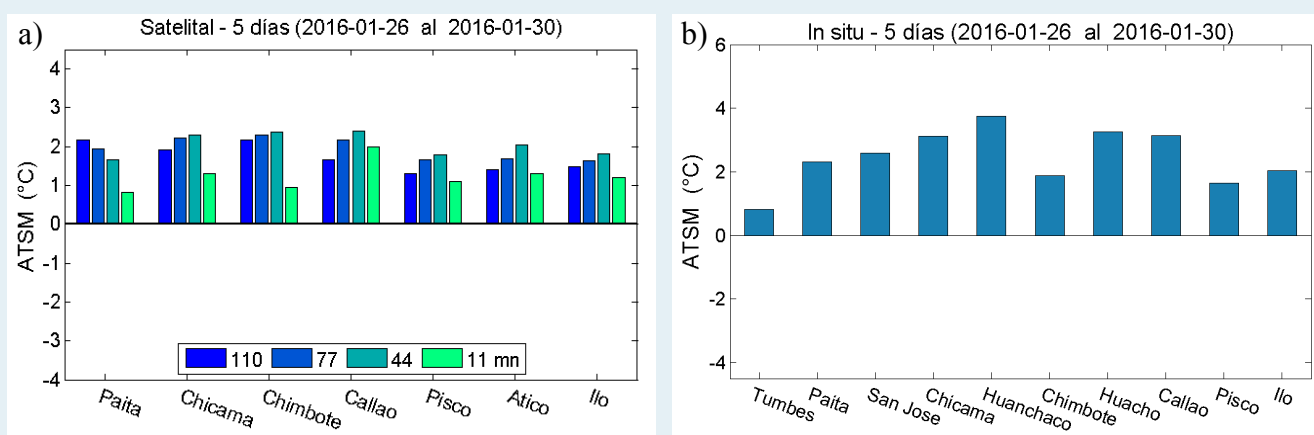 a)
Satelital - 5 días (2016-01-26 al 2016-01-30)
ATSM (°C)
4
3
2
1
0
-1
-2
-3
-4
110 77 44 11 mn
Paita Chicama Chimbote Callao Pisco Atico Ilo
b)
In situ - 5 días (2016-01-26 al 2016-01-30)
ATSM (°C)
6
4
2
0
-2
-4
Tumbes Paita San Jose Chicama Huanchaco Chimbote Huacho Callao Pisco Ilo